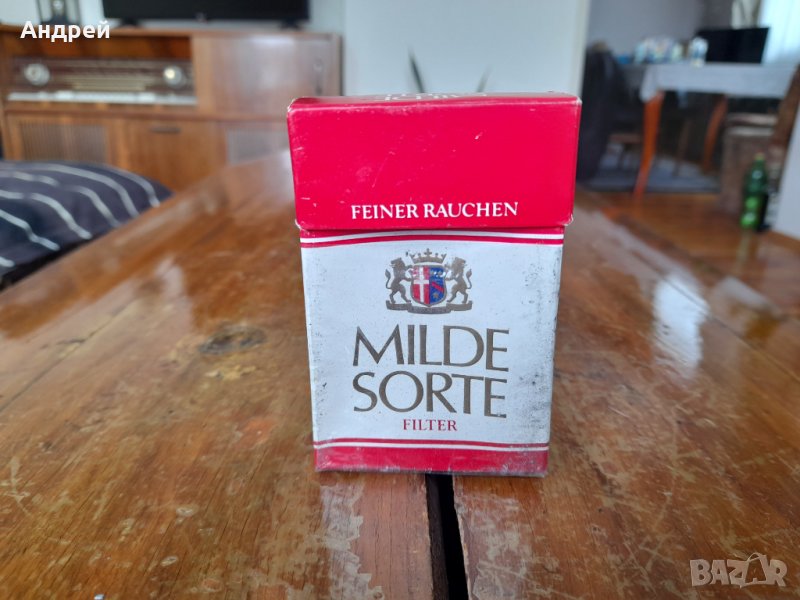 Андрей
FEINER RAUCHEN
MILDE
SORTE
FILTER
BAZAR